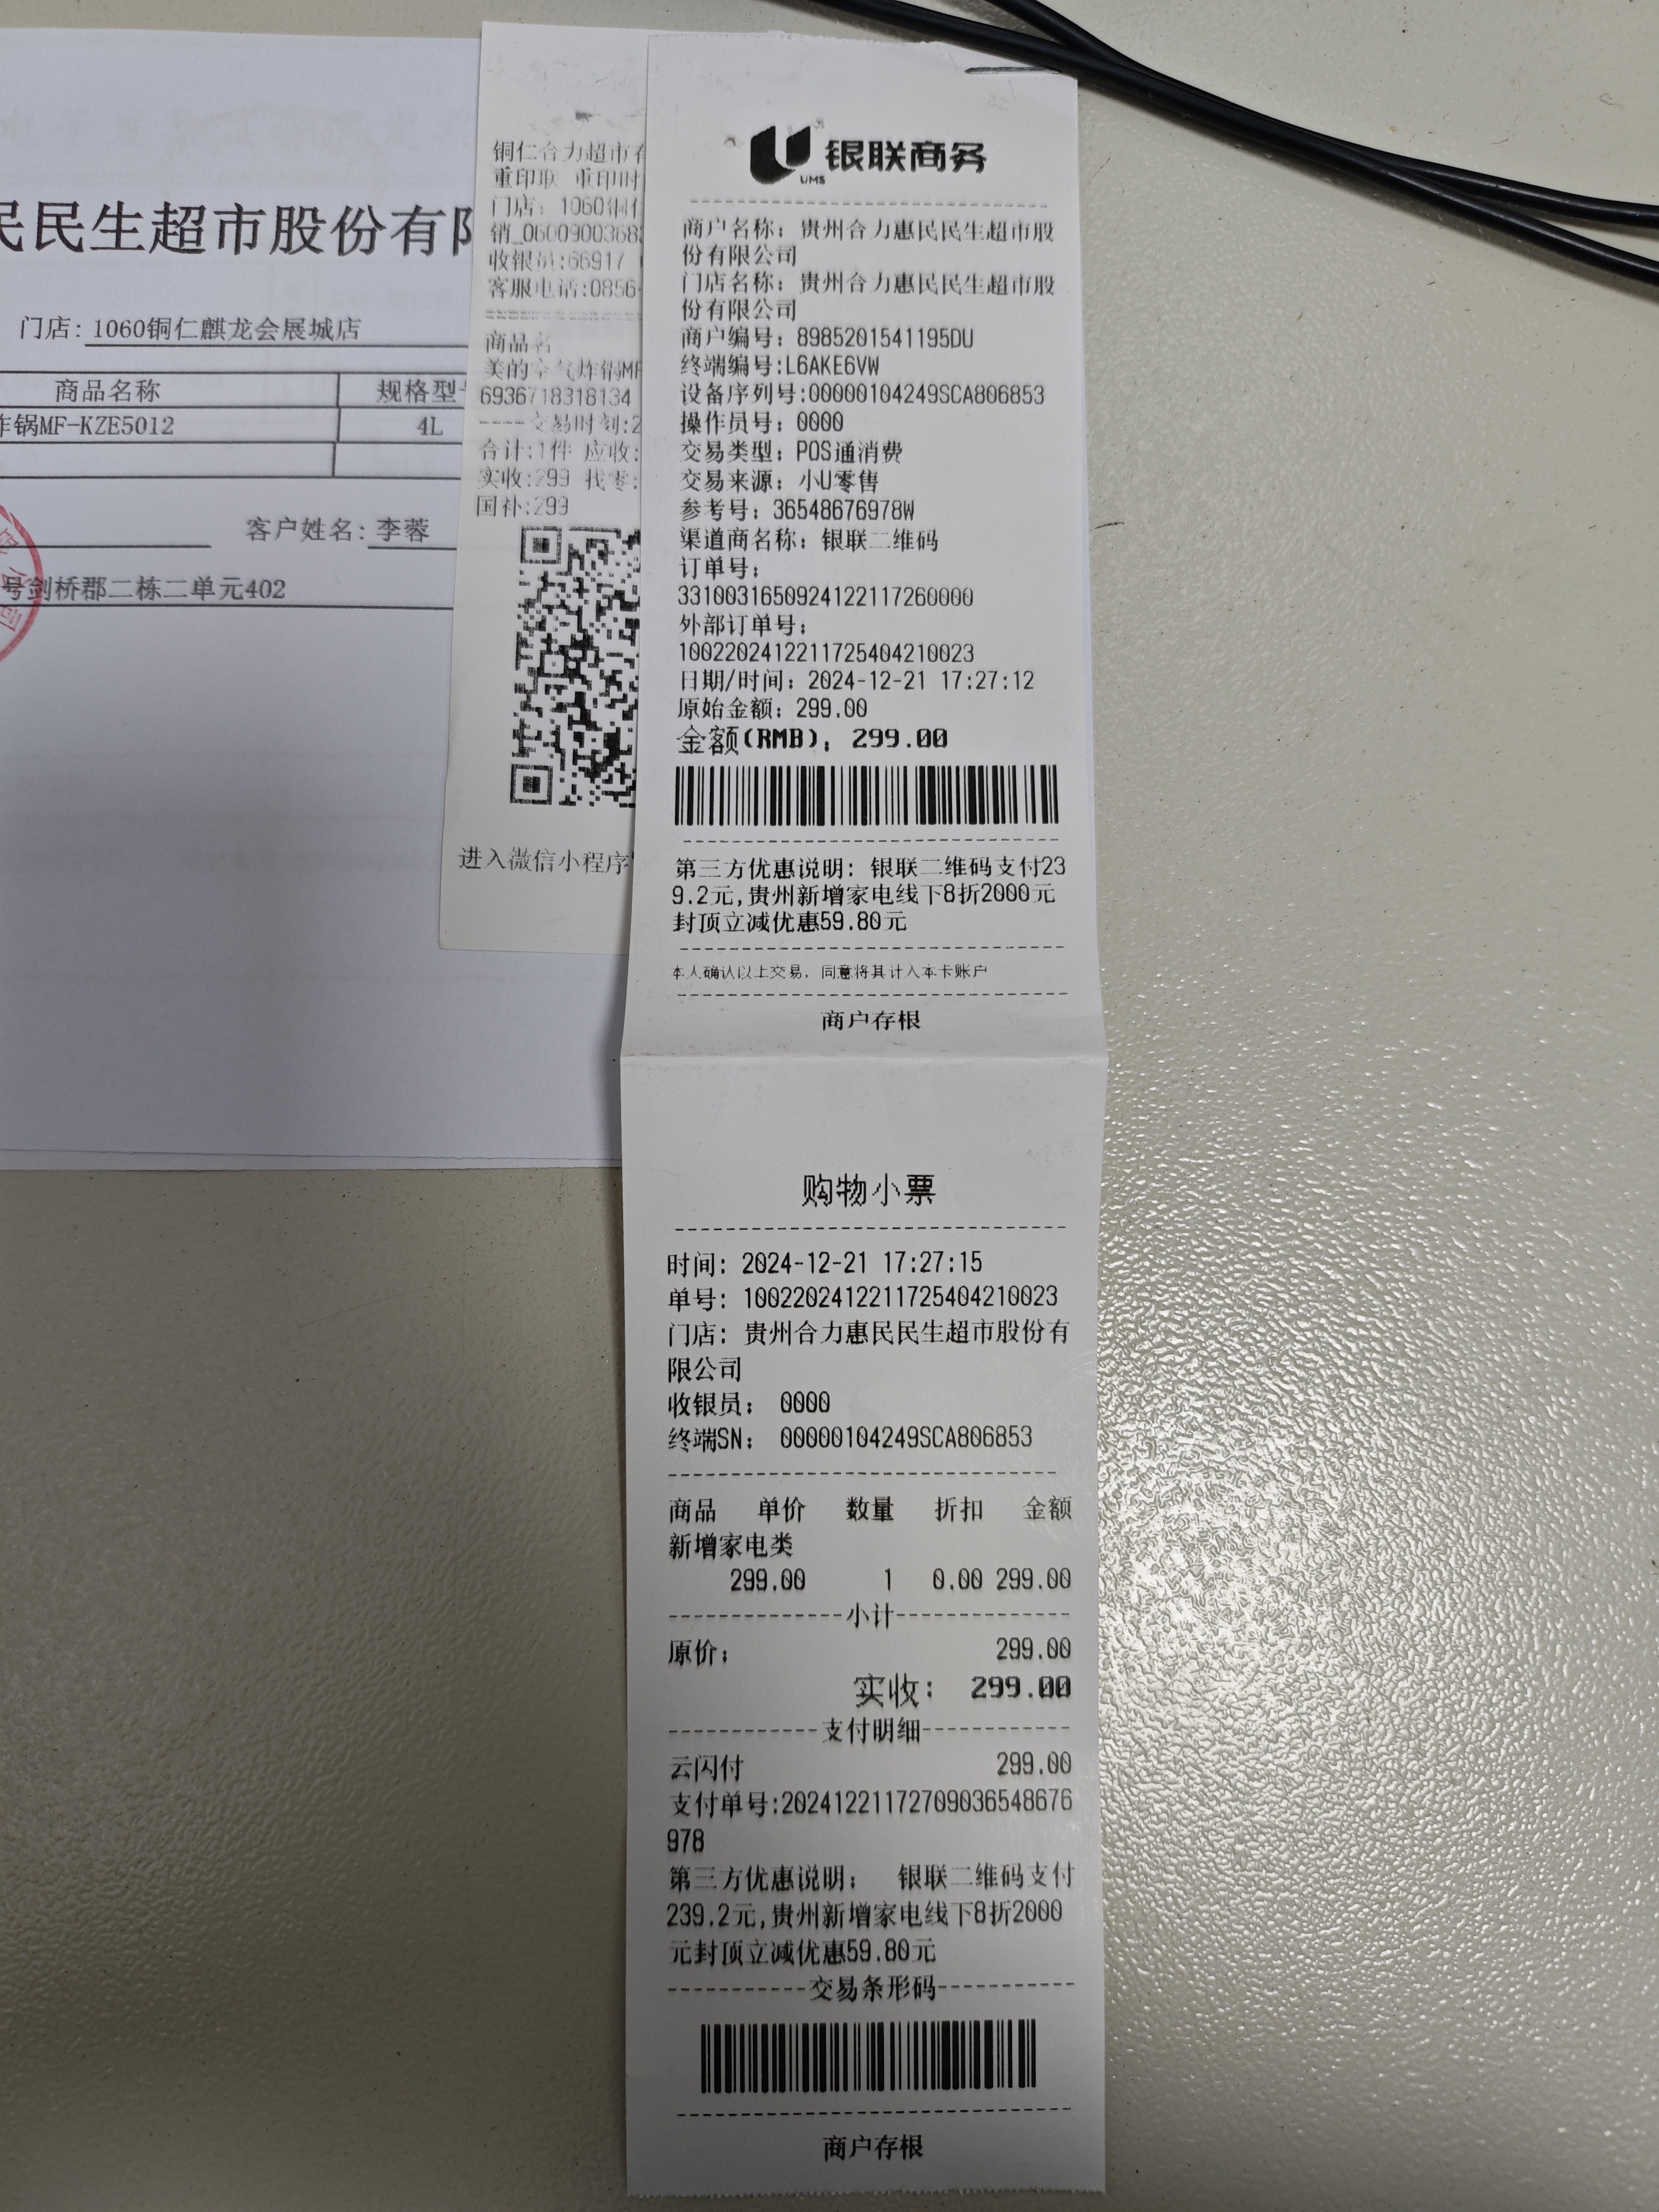 民民生超市股份有限
门店: 1060铜仁麒龙会展城店
商品名称 规格型号
炸锅MF-KZE5012 4L
客户姓名: 李蓉
号剑桥郡二栋二单元402
铜仁合力超市有
重印联 重印时
门店: 1060铜仁
收银员:66917
客服电话:0856-
商品名
美的空气炸锅MF
6936718318134
----交易时刻:2
合计:1件 应收:
实收:299 找零:
国补:299
进入微信小程序
银联商务
UMS
商户名称: 贵州合力惠民民生超市股
份有限公司
门店名称: 贵州合力惠民民生超市股
份有限公司
商户编号: 8985201541195DU
终端编号:L6AKE6VW
设备序列号:00000104249SCA806853
操作员号: 0000
交易类型: POS通消费
交易来源: 小U零售
参考号: 36548676978W
渠道商名称: 银联二维码
订单号:
33100316509241221172​60000
外部订单号:
1002202412211725404210023
日期/时间: 2024-12-21 17:27:12
原始金额: 299.00
金额(RMB): 299.00
第三方优惠说明: 银联二维码支付23
9.2元,贵州新增家电线下8折2000元
封顶立减优惠59.80元
本人确认以上交易, 同意将其计入本卡账户
商户存根
购物小票
时间: 2024-12-21 17:27:15
单号: 1002202412211725404210023
门店: 贵州合力惠民民生超市股份有
限公司
收银员: 0000
终端SN: 00000104249SCA806853
商品 单价 数量 折扣 金额
新增家电类
299.00 1 0.00 299.00
小计
原价: 299.00
实收: 299.00
支付明细
云闪付 299.00
支付单号:20241221172709036548676
978
第三方优惠说明: 银联二维码支付
239.2元,贵州新增家电线下8折2000
元封顶立减优惠59.80元
交易条形码
商户存根